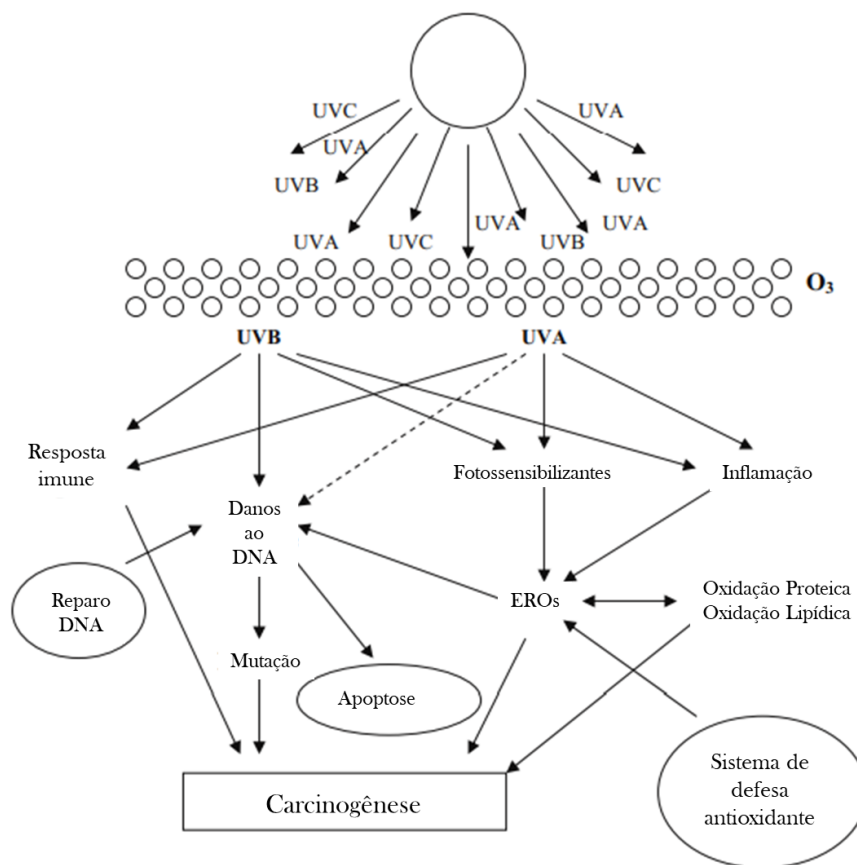 UVC
UVA
UVA
UVB
UVC
UVA
UVA
UVA
UVC
UVB
O₃
UVB
UVA
Resposta
imune
Fotossensibilizantes
Inflamação
Danos
ao
DNA
Reparo
DNA
EROs
Oxidação Proteica
Oxidação Lipídica
Mutação
Apoptose
Carcinogênese
Sistema de
defesa
antioxidante